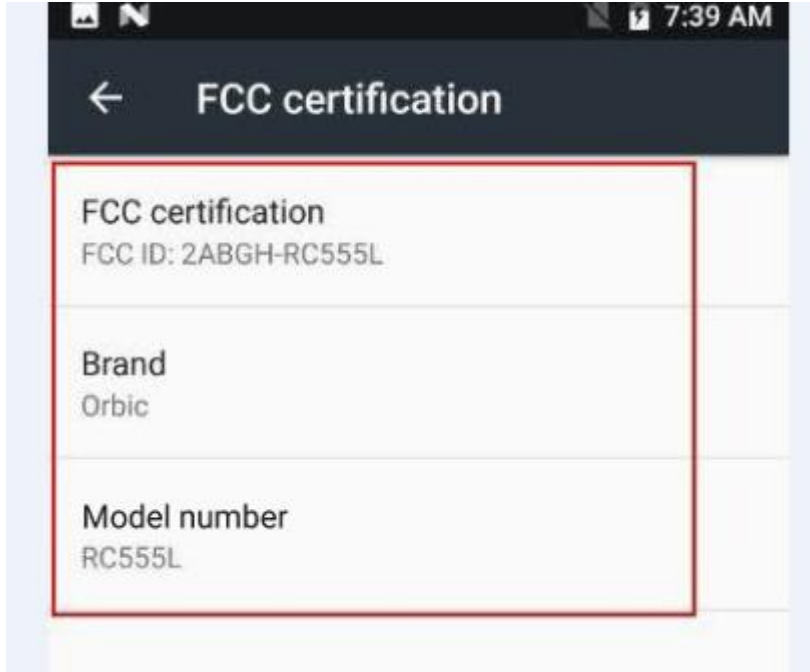 7:39 AM
FCC certification
FCC certification
FCC ID: 2ABGH-RC555L
Brand
Orbic
Model number
RC555L